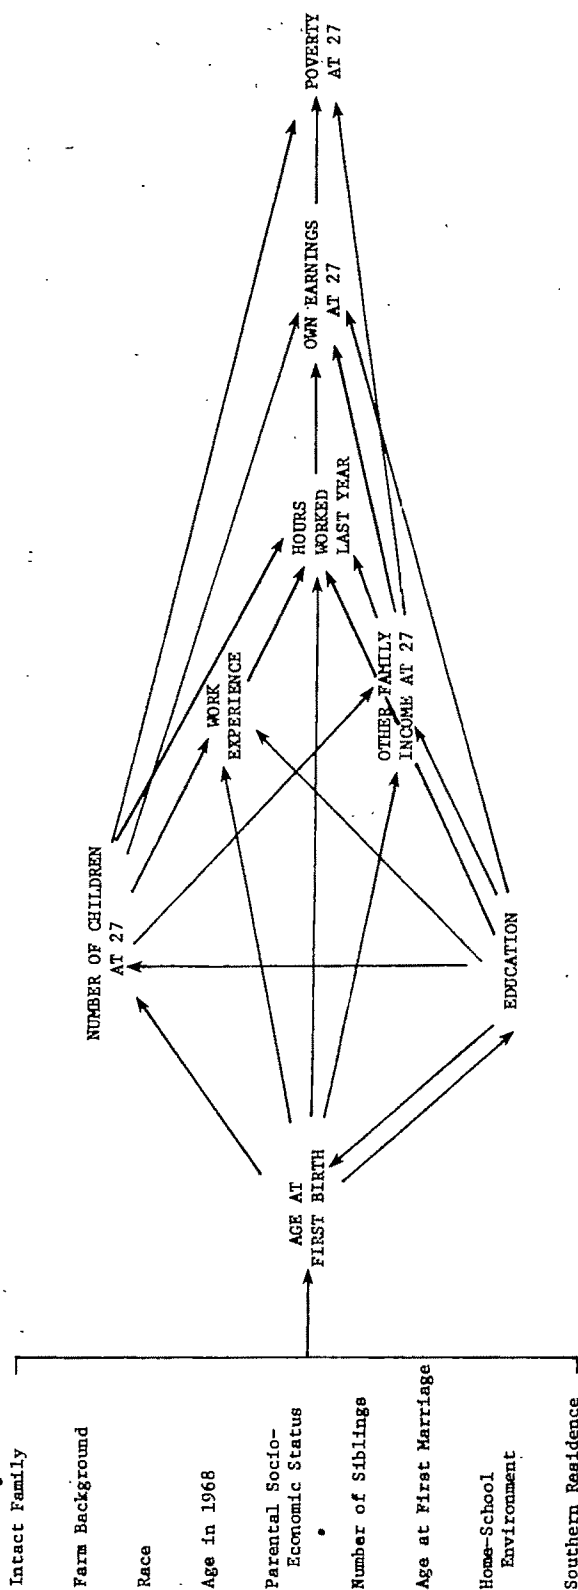 Intact Family
Farm Background
Race
Age in 1968
Parental Socio-
Economic Status
Number of Siblings
Age at First Marriage
Home-School
Environment
Southern Residence
AGE AT
FIRST BIRTH
NUMBER OF CHILDREN
AT 27
EDUCATION
WORK
EXPERIENCE
OTHER FAMILY
INCOME AT 27
HOURS
WORKED
LAST YEAR
OWN EARNINGS
AT 27
POVERTY
AT 27